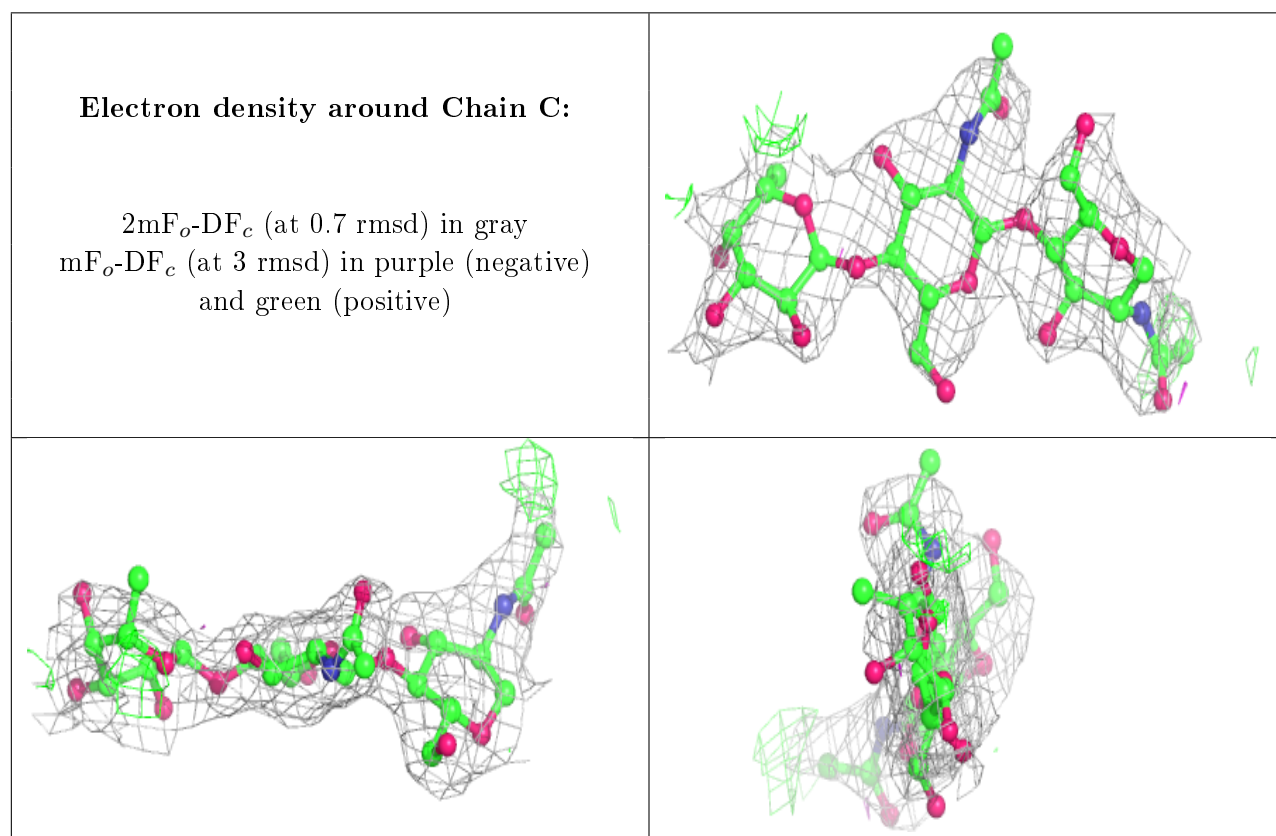 Electron density around Chain C:
2mFo-DFc (at 0.7 rmsd) in gray
mFo-DFc (at 3 rmsd) in purple (negative)
and green (positive)